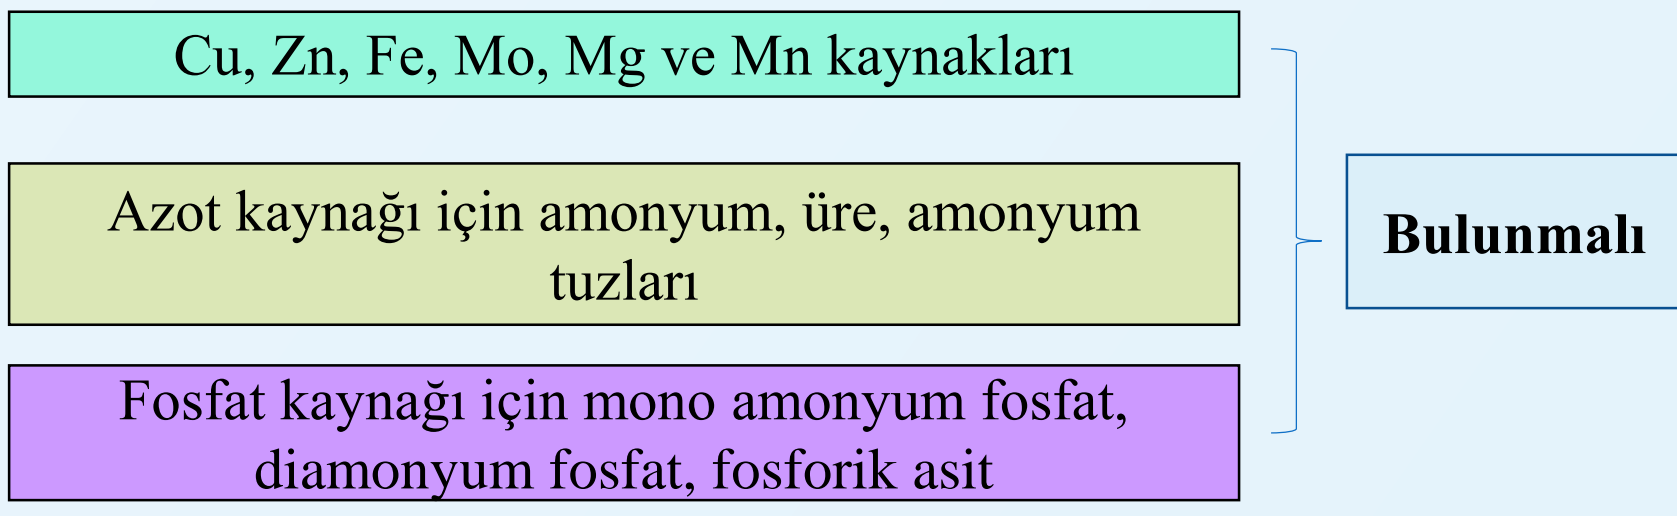 Cu, Zn, Fe, Mo, Mg ve Mn kaynakları
Azot kaynağı için amonyum, üre, amonyum
tuzları
Fosfat kaynağı için mono amonyum fosfat,
diamonyum fosfat, fosforik asit
Bulunmalı